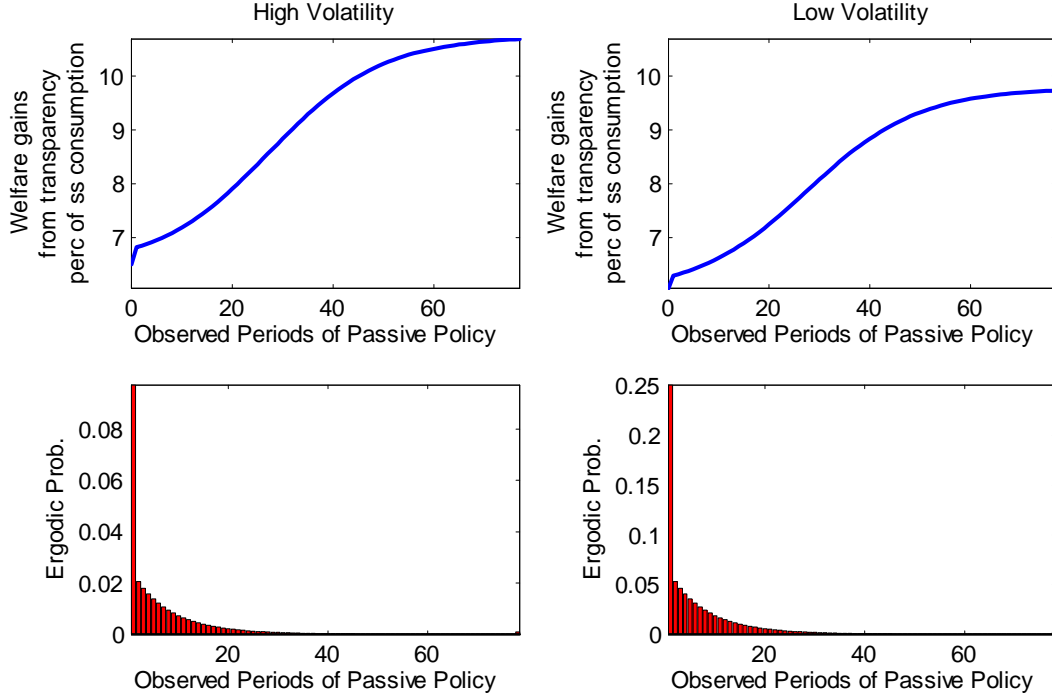 High Volatility
Low Volatility
Welfare gains
from transparency
perc of ss consumption
10
9
8
7
0
20
40
60
Observed Periods of Passive Policy
Welfare gains
from transparency
perc of ss consumption
10
9
8
7
0
20
40
60
Observed Periods of Passive Policy
Ergodic Prob.
0.08
0.06
0.04
0.02
0
20
40
60
Observed Periods of Passive Policy
Ergodic Prob.
0.25
0.2
0.15
0.1
0.05
0
20
40
60
Observed Periods of Passive Policy